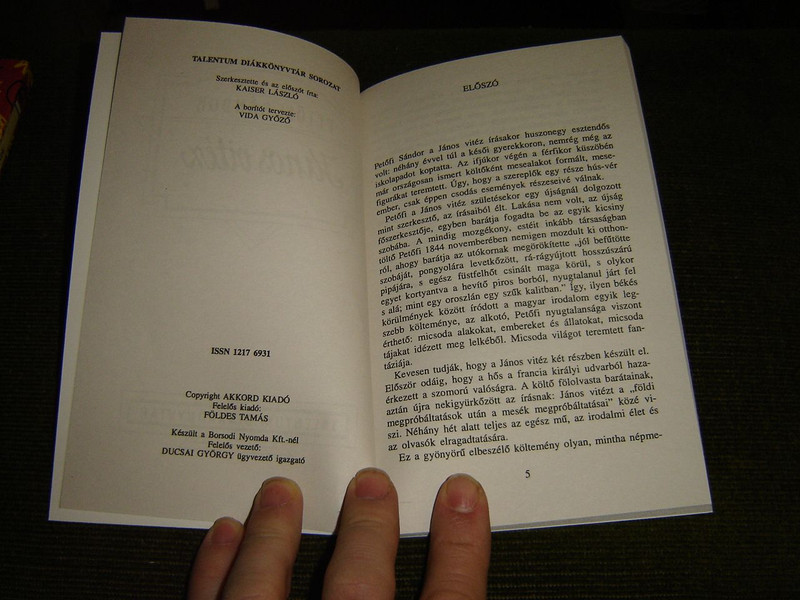 TALENTUM DIÁKKÖNYVTÁR SOROZAT
Szerkesztette és az előszót írta:
KAISER LÁSZLÓ
A borítót tervezte:
VIDA GYŐZŐ
ISSN 1217 6931
Copyright AKKORD KIADÓ
Felelős kiadó:
FÖLDES TAMÁS
Készült a Borsodi Nyomda Kft.-nél
Felelős vezető:
DUCSAI GYÖRGY ügyvezető igazgató
ELŐSZÓ
Petőfi Sándor a János vitéz írásakor huszonegy esztendős
volt: néhány évvel túl a késői gyerekkoron, nemrég még az
iskolapadot koptatta. Az ifjúkor végén a férfikor küszöbén
már országosan ismert költőként mesealakot formált, mese-
figurákat teremtett. Úgy, hogy a szereplők egy része hús-vér
ember, csak éppen csodás események részeseivé válnak.
Petőfi a János vitéz születésekor egy újságnál dolgozott
mint szerkesztő, az írásaiból élt. Lakása nem volt, az újság
főszerkesztője, egyben barátja fogadta be az egyik kicsiny
szobába. A mindig mozgékony, estéit inkább társaságban
töltő Petőfi 1844 novemberében nemigen mozdult ki otthon-
ról, ahogy barátja az utókornak megörökítette „jól befűtötte
szobáját, pongyolára levetkőzött, rá-rágyújtott hosszúszárú
pipájára, s egész füstfelhőt csinált maga körül, s olykor
egyet kortyantva a hevítő piros borból, nyugtalanul járt fel
s alá; mint egy oroszlán egy szűk kalitban.” Így, ilyen békés
körülmények között íródott a magyar irodalom egyik leg-
szebb költeménye, az alkotó, Petőfi nyugtalansága viszont
érthető: micsoda alakokat, embereket és állatokat, micsoda
tájakat idézett meg lelkéből. Micsoda világot teremtett fan-
táziája.
Kevesen tudják, hogy a János vitéz két részben készült el.
Először odáig, hogy a hős a francia királyi udvarból haza-
érkezett a szomorú valóságra. A költő fölolvasta barátainak,
aztán újra nekigyürkőzött az írásnak: János vitézt a „földi
megpróbáltatások után a mesék megpróbáltatásai” közé vi-
szi. Néhány hét alatt teljes az egész mű, az irodalmi élet és
az olvasók elragadtatására.
Ez a gyönyörű elbeszélő költemény olyan, mintha népme-
5